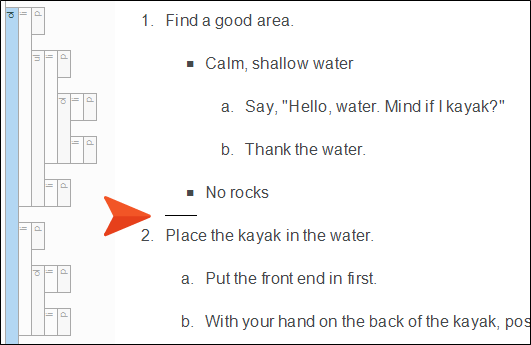 1. Find a good area.
▪ Calm, shallow water
a. Say, "Hello, water. Mind if I kayak?"
b. Thank the water.
▪ No rocks
2. Place the kayak in the water.
a. Put the front end in first.
b. With your hand on the back of the kayak, pos